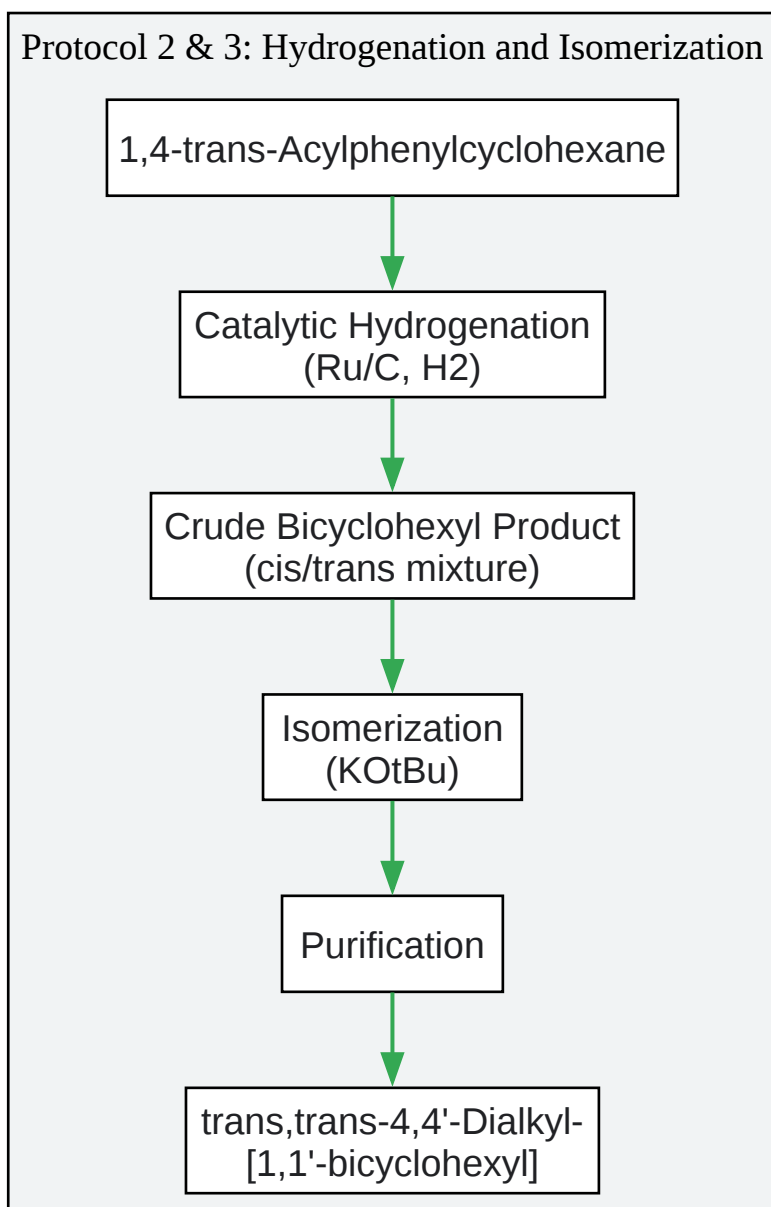 Protocol 2 & 3: Hydrogenation and Isomerization
1,4-trans-Acylphenylcyclohexane
Catalytic Hydrogenation
(Ru/C, H2)
Crude Bicyclohexyl Product
(cis/trans mixture)
Isomerization
(KOtBu)
Purification
trans,trans-4,4'-Dialkyl-
[1,1'-bicyclohexyl]